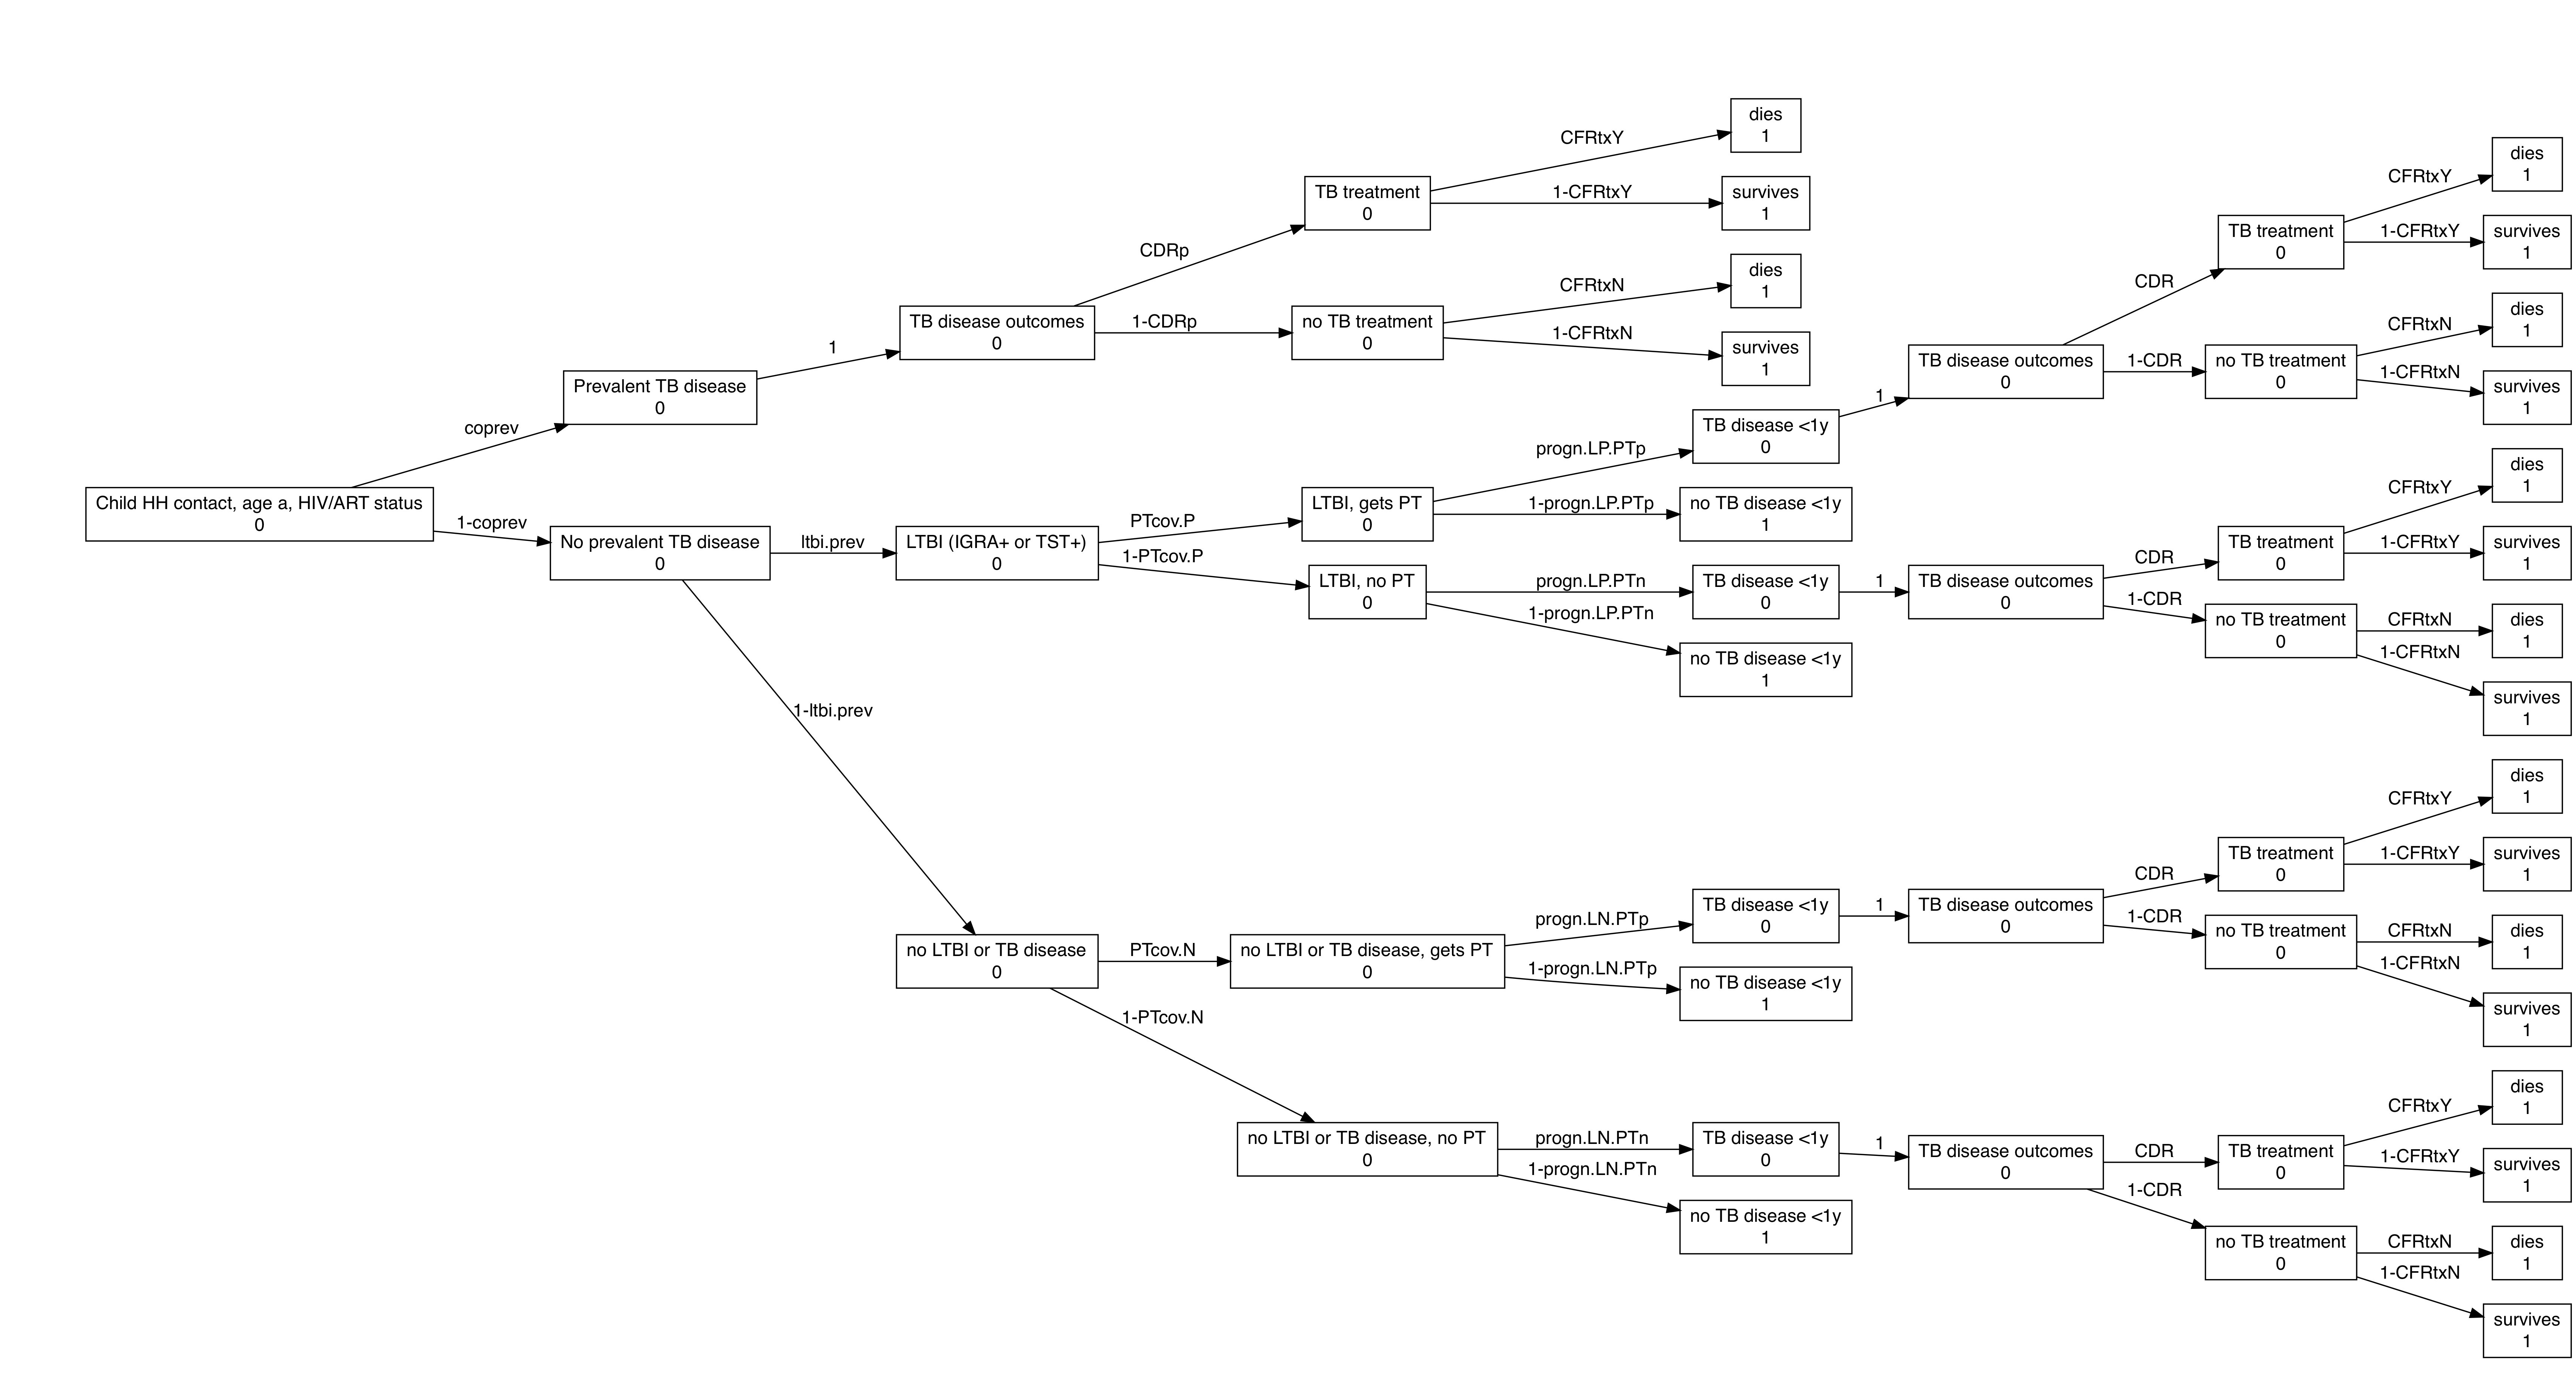 dies
1
CFRtxY
TB treatment
0
1-CFRtxY
survives
1
CDRp
dies
1
CFRtxN
TB disease outcomes
0
1-CDRp
no TB treatment
0
1-CFRtxN
survives
1
1
Prevalent TB disease
0
coprev
Child HH contact, age a, HIV/ART status
0
1-coprev
No prevalent TB disease
0
ltbi.prev
LTBI (IGRA+ or TST+)
0
PTcov.P
LTBI, gets PT
0
progn.LP.PTp
TB disease <1y
0
1
TB disease outcomes
0
CDR
TB treatment
0
CFRtxY
dies
1
1-CFRtxY
survives
1
1-CDR
no TB treatment
0
CFRtxN
dies
1
1-CFRtxN
survives
1
1-progn.LP.PTp
no TB disease <1y
1
1-PTcov.P
LTBI, no PT
0
progn.LP.PTn
TB disease <1y
0
1
TB disease outcomes
0
CDR
TB treatment
0
CFRtxY
dies
1
1-CFRtxY
survives
1
1-CDR
no TB treatment
0
CFRtxN
dies
1
1-CFRtxN
survives
1
1-progn.LP.PTn
no TB disease <1y
1
1-ltbi.prev
no LTBI or TB disease
0
PTcov.N
no LTBI or TB disease, gets PT
0
progn.LN.PTp
TB disease <1y
0
1
TB disease outcomes
0
CDR
TB treatment
0
CFRtxY
dies
1
1-CFRtxY
survives
1
1-CDR
no TB treatment
0
CFRtxN
dies
1
1-CFRtxN
survives
1
1-progn.LN.PTp
no TB disease <1y
1
1-PTcov.N
no LTBI or TB disease, no PT
0
progn.LN.PTn
TB disease <1y
0
1
TB disease outcomes
0
CDR
TB treatment
0
CFRtxY
dies
1
1-CFRtxY
survives
1
1-CDR
no TB treatment
0
CFRtxN
dies
1
1-CFRtxN
survives
1
1-progn.LN.PTn
no TB disease <1y
1